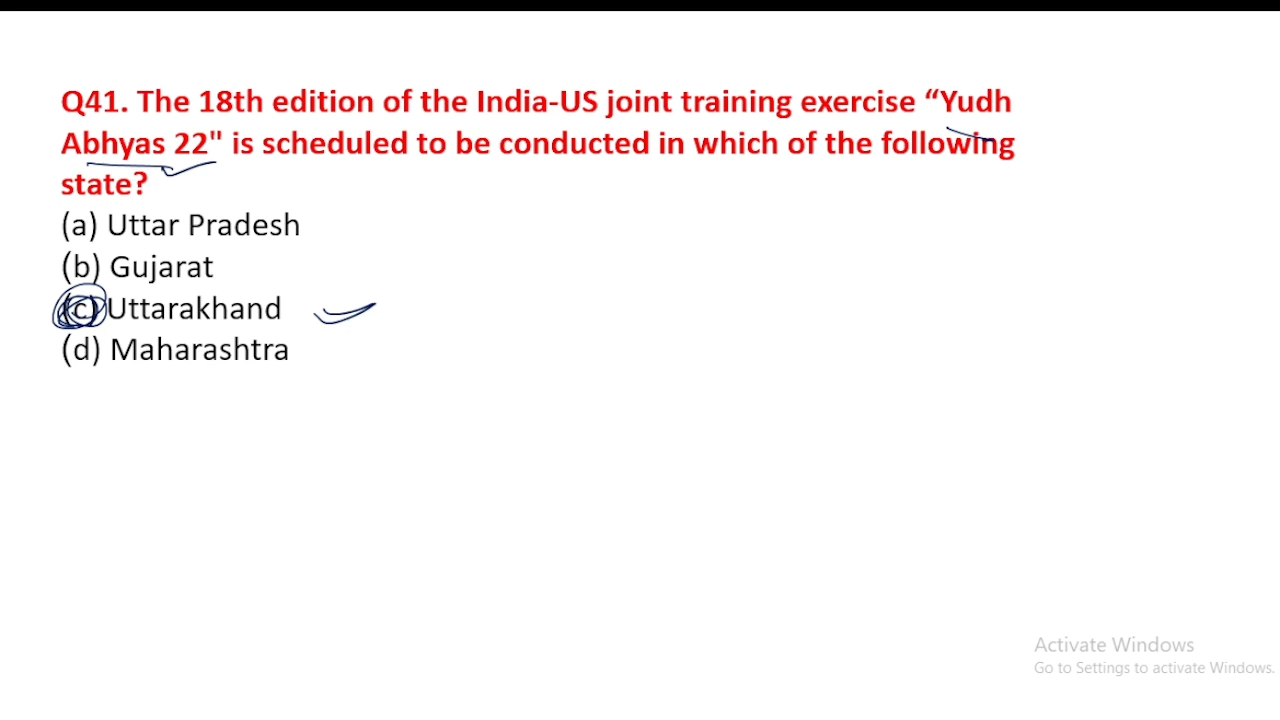 Q41. The 18th edition of the India-US joint training exercise “Yudh
Abhyas 22" is scheduled to be conducted in which of the following
state?
(a) Uttar Pradesh
(b) Gujarat
(c) Uttarakhand
(d) Maharashtra
Activate Windows
Go to Settings to activate Windows.